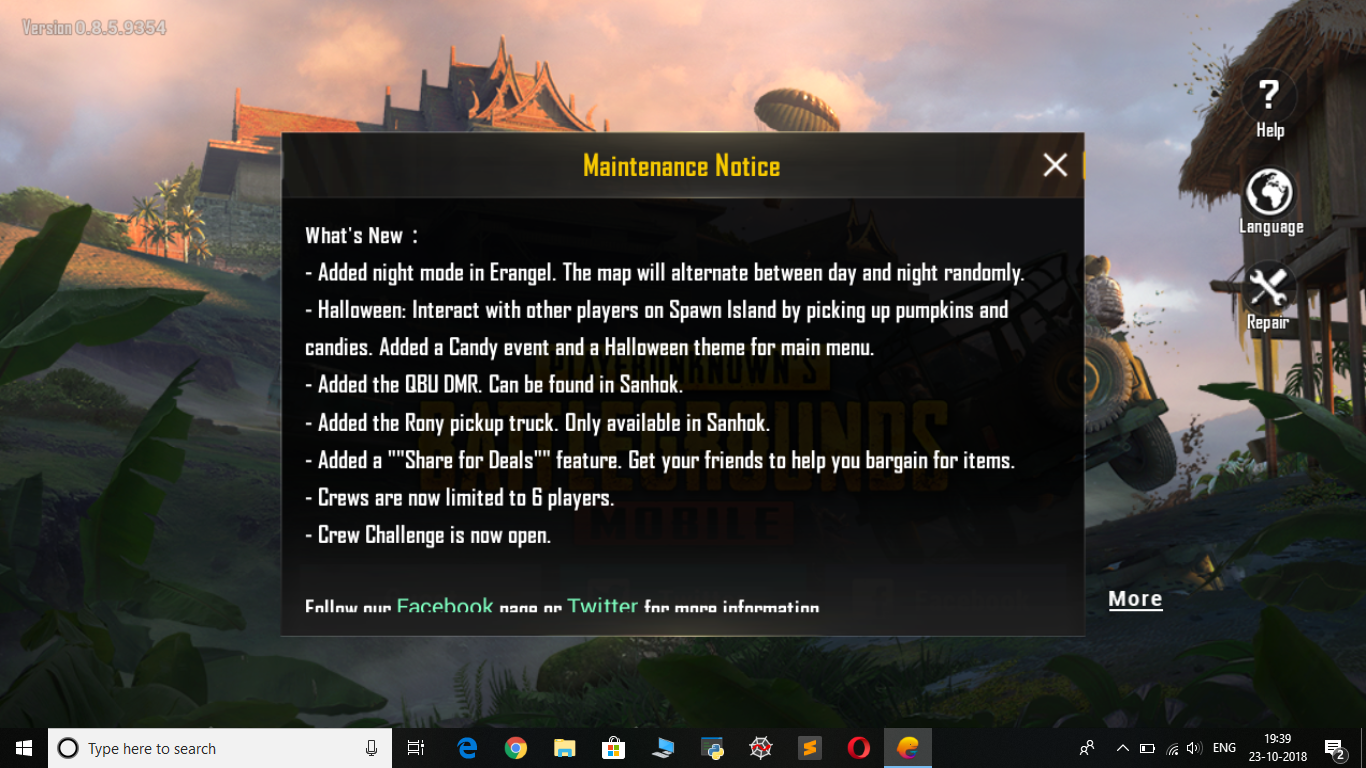 Version 0.8.5.9354
Maintenance Notice
Help
Language
Repair
What's New :
- Added night mode in Erangel. The map will alternate between day and night randomly.
- Halloween: Interact with other players on Spawn Island by picking up pumpkins and
candies. Added a Candy event and a Halloween theme for main menu.
- Added the QBU DMR. Can be found in Sanhok.
- Added the Rony pickup truck. Only available in Sanhok.
- Added a ""Share for Deals"" feature. Get your friends to help you bargain for items.
- Crews are now limited to 6 players.
- Crew Challenge is now open.
Follow our Facebook page or Twitter for more information
PLAYERUNKNOWN'S
BATTLEGROUNDS
MOBILE
More
Type here to search
ENG
19:39
23-10-2018
2